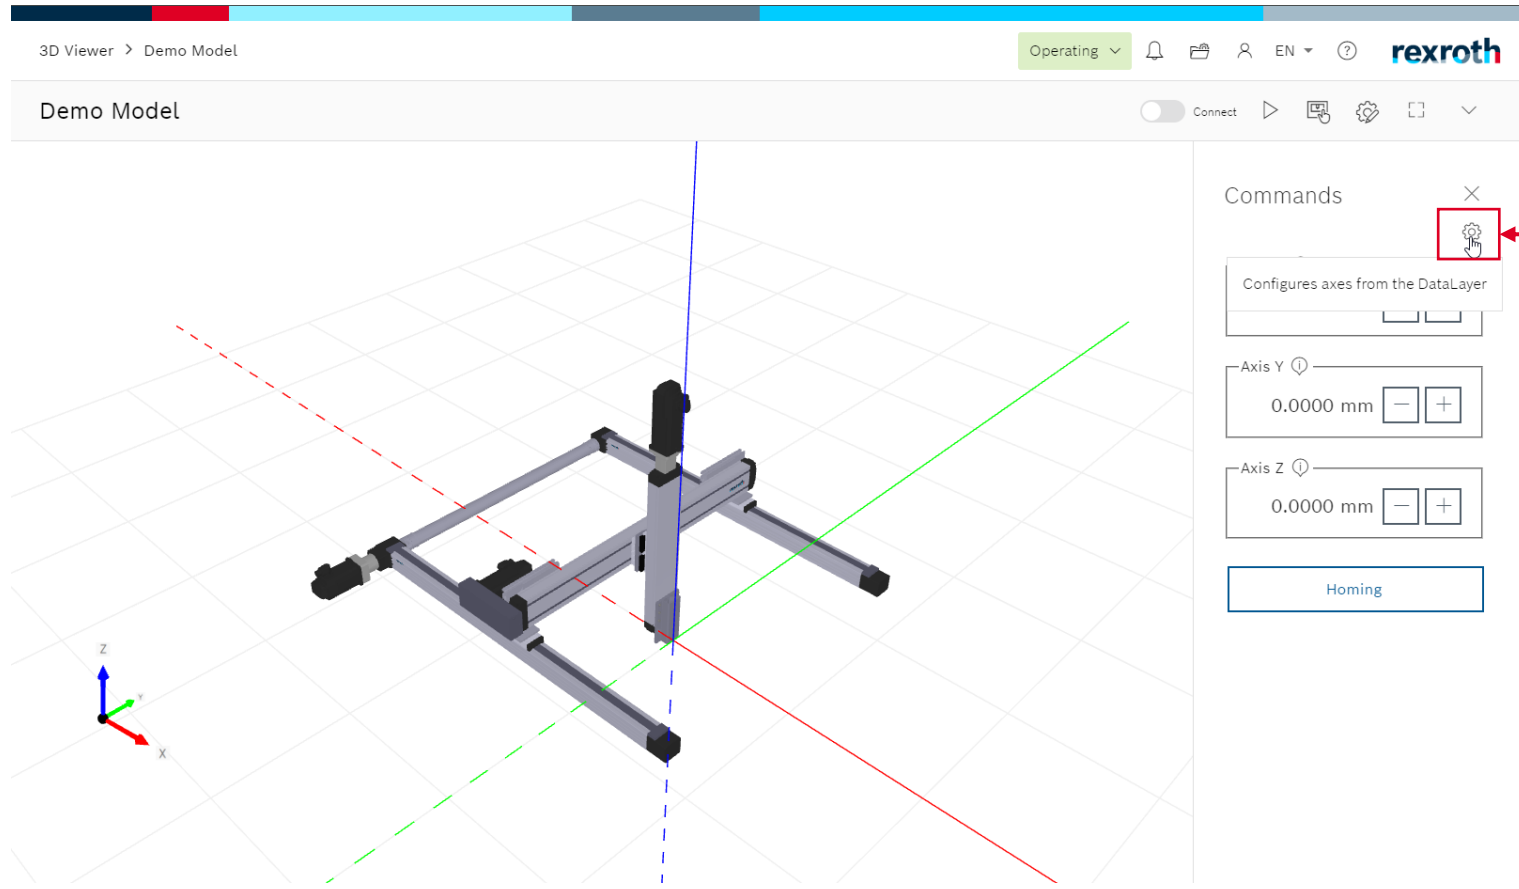 3D Viewer > Demo Model
Operating
EN
rexroth
Demo Model
Connect
Commands
Configures axes from the DataLayer
Axis Y
0.0000 mm
Axis Z
0.0000 mm
Homing
Z
Y
X